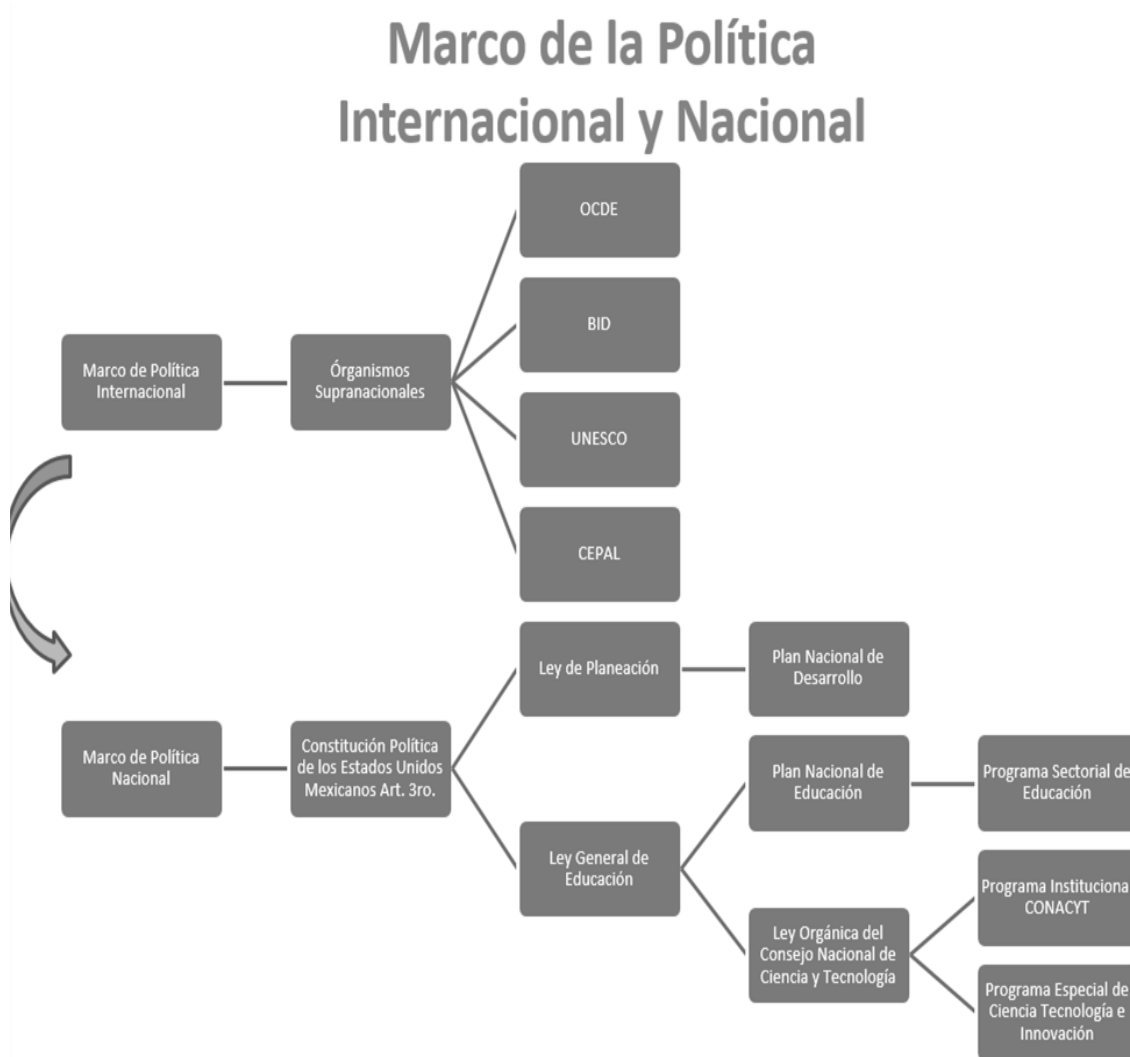 Marco de la Política
Internacional y Nacional
OCDE
BID
Marco de Política
Internacional
Órganismos
Supranacionales
UNESCO
CEPAL
Ley de Planeación
Plan Nacional de
Desarrollo
Marco de Política
Nacional
Constitución Política
de los Estados Unidos
Mexicanos Art. 3ro.
Plan Nacional de
Educación
Programa Sectorial de
Educación
Ley General de
Educación
Programa Instituciona
CONACYT
Ley Orgánica del
Consejo Nacional de
Ciencia y Tecnología
Programa Especial de
Ciencia Tecnología e
Innovación